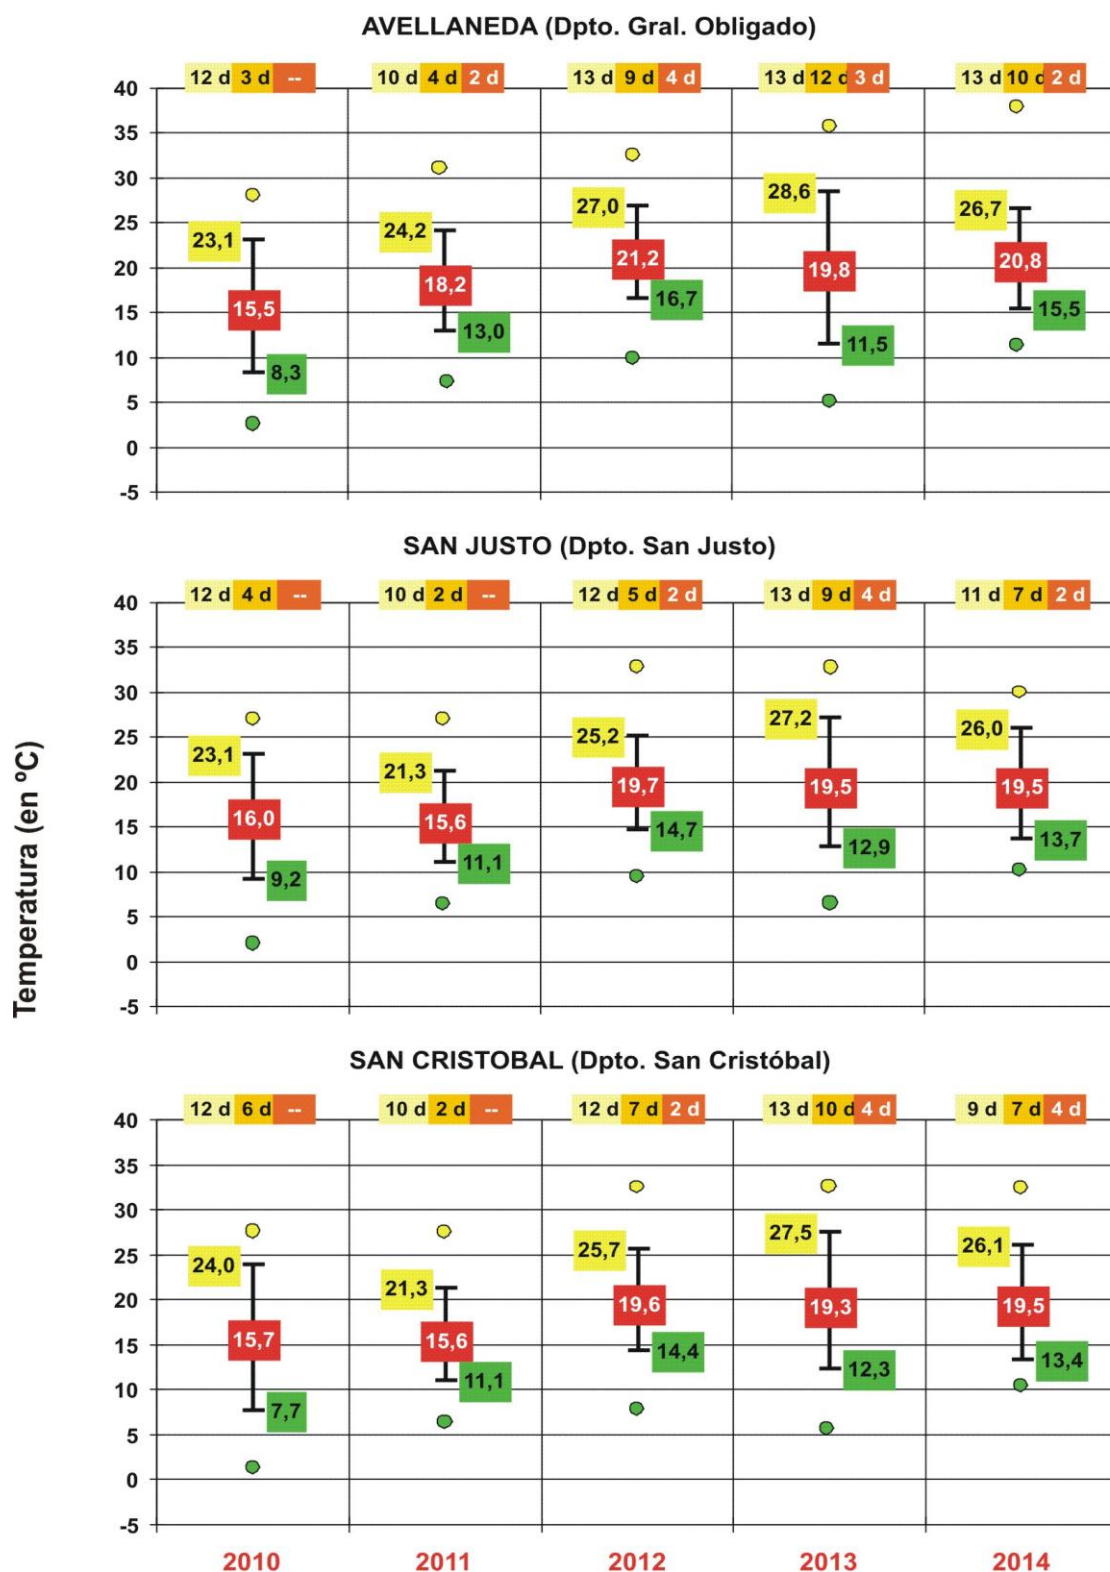 AVELLANEDA (Dpto. Gral. Obligado)
12 d 3 d -- 10 d 4 d 2 d 13 d 9 d 4 d 13 d 12 d 3 d 13 d 10 d 2 d
40
35
30
25
20
15
10
5
0
-5
23,1 15,5 8,3
24,2 18,2 13,0
27,0 21,2 16,7
28,6 19,8 11,5
26,7 20,8 15,5
SAN JUSTO (Dpto. San Justo)
12 d 4 d -- 10 d 2 d -- 12 d 5 d 2 d 13 d 9 d 4 d 11 d 7 d 2 d
40
35
30
25
20
15
10
5
0
-5
23,1 16,0 9,2
21,3 15,6 11,1
25,2 19,7 14,7
27,2 19,5 12,9
26,0 19,5 13,7
Temperatura (en ºC)
SAN CRISTOBAL (Dpto. San Cristóbal)
12 d 6 d -- 10 d 2 d -- 12 d 7 d 2 d 13 d 10 d 4 d 9 d 7 d 4 d
40
35
30
25
20
15
10
5
0
-5
24,0 15,7 7,7
21,3 15,6 11,1
25,7 19,6 14,4
27,5 19,3 12,3
26,1 19,5 13,4
2010 2011 2012 2013 2014